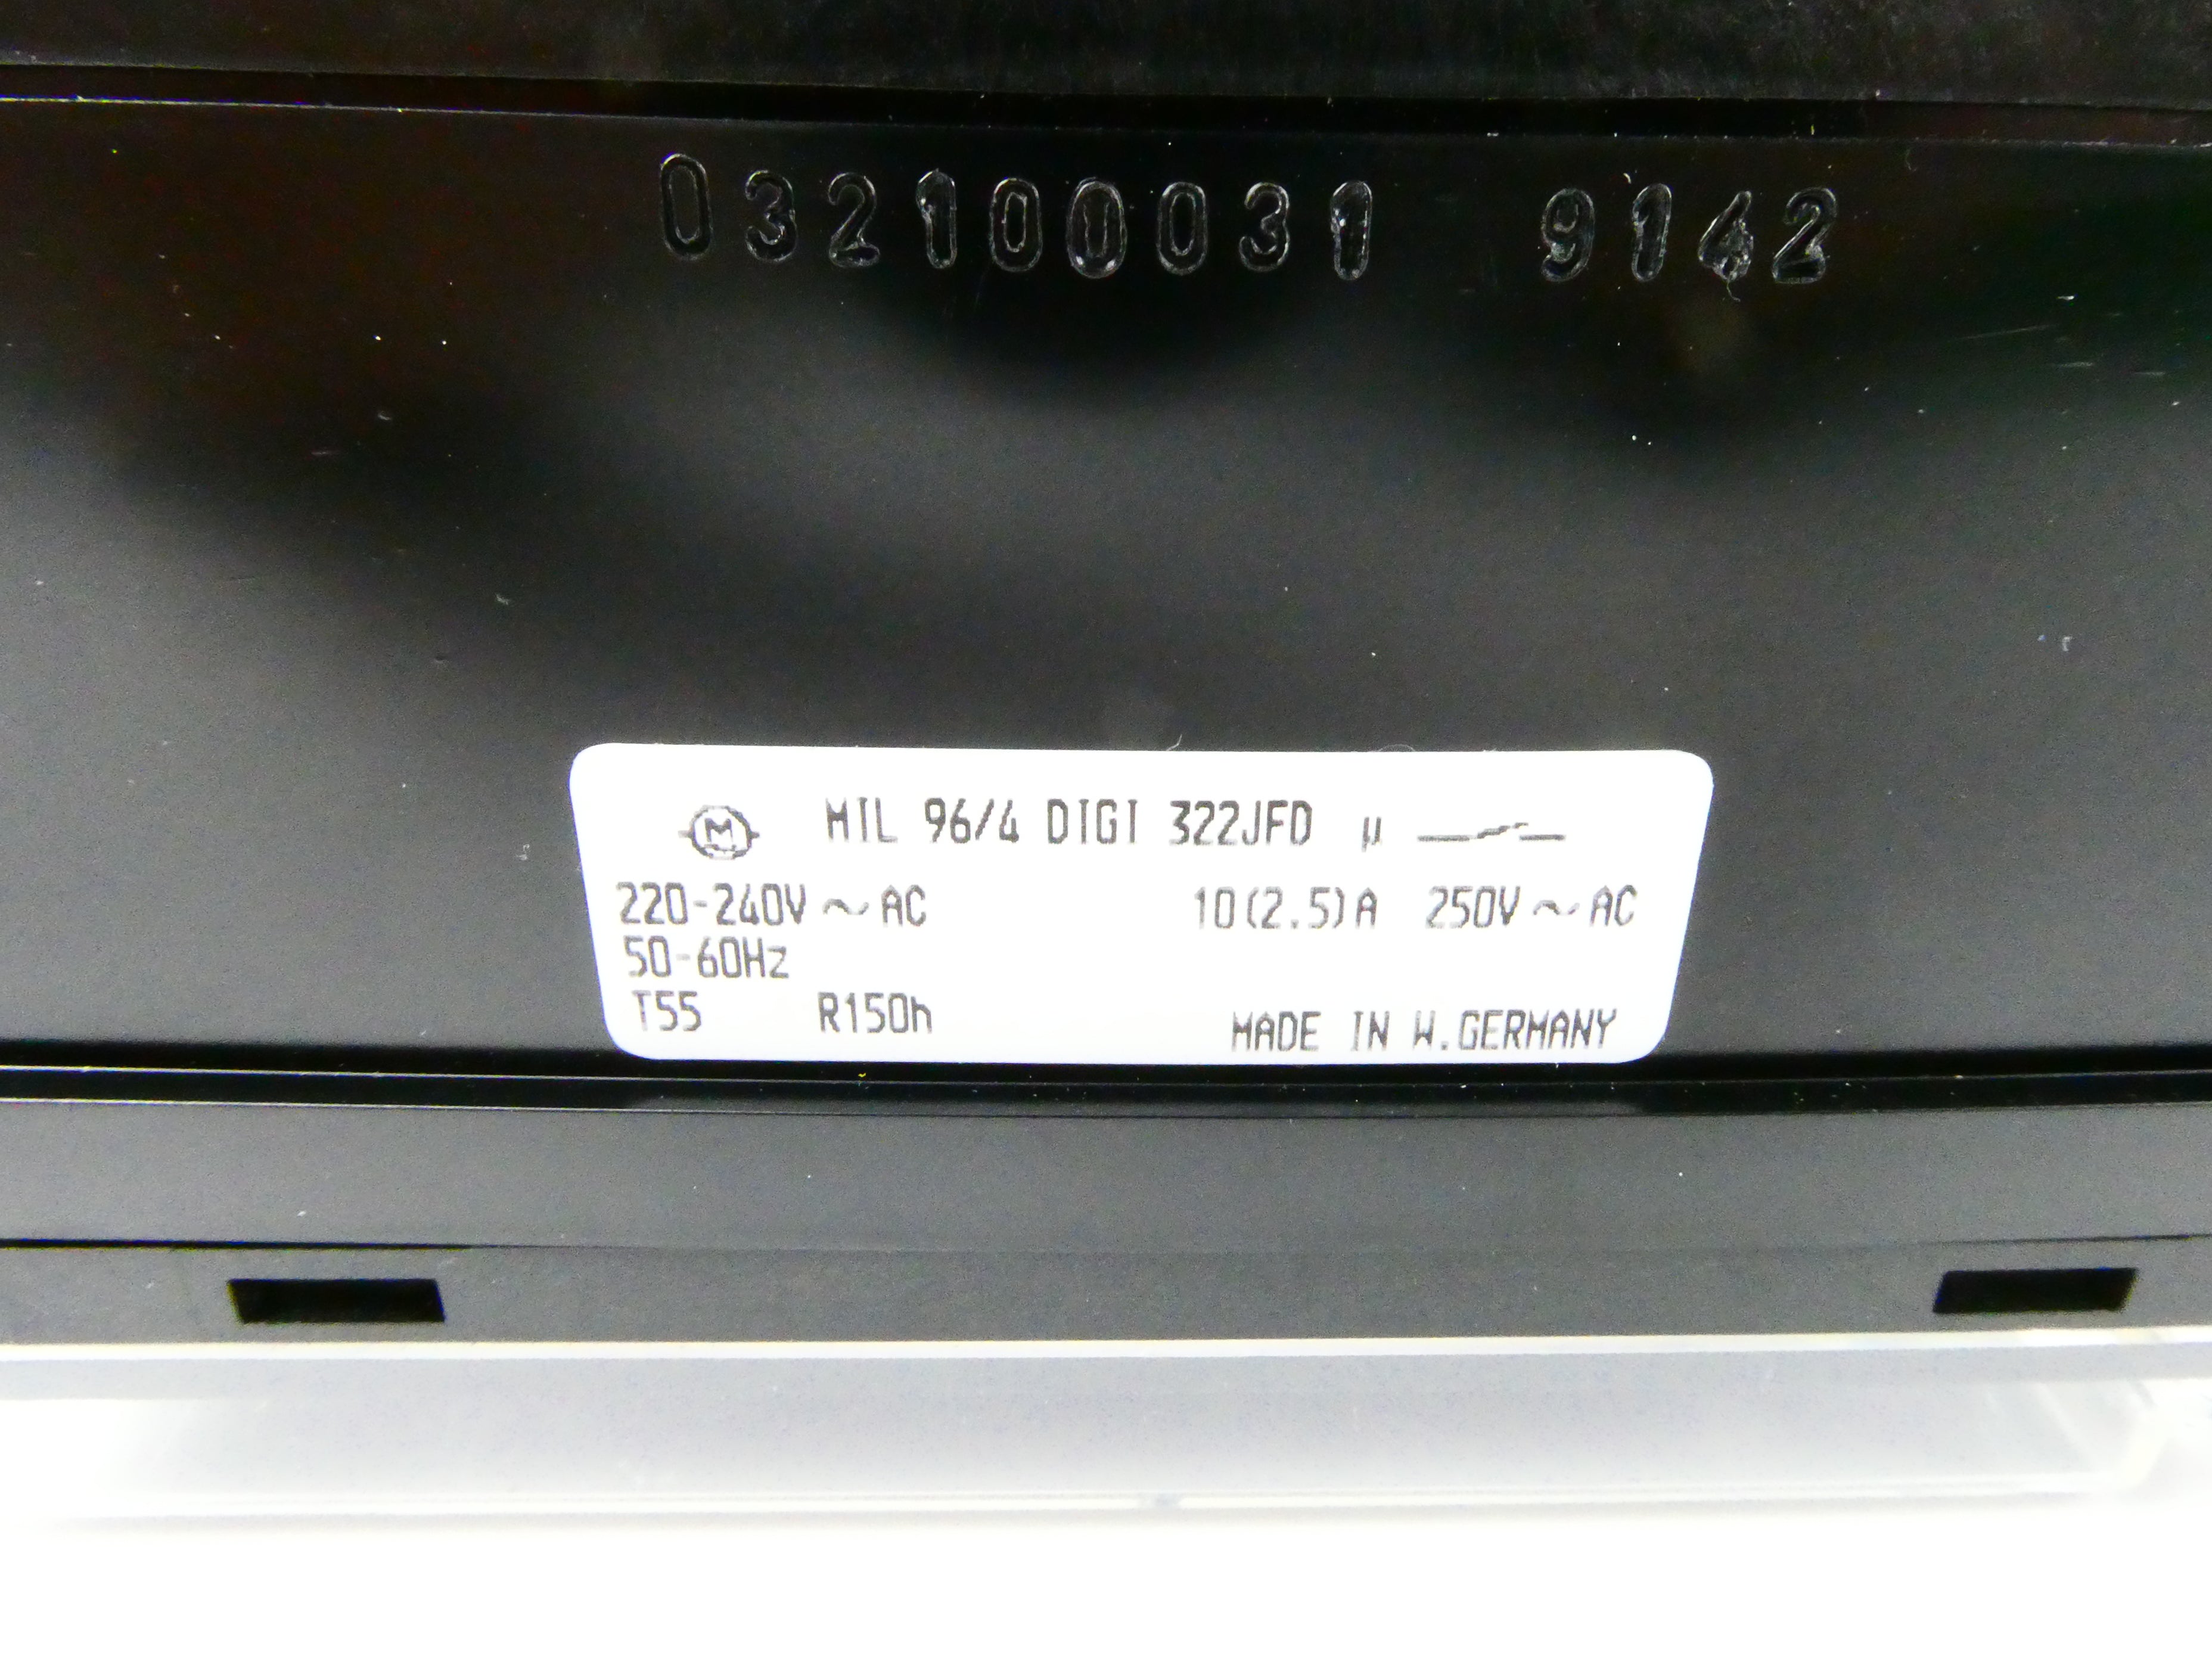 032100031 9142
M MIL 96/4 DIGI 322JFD µ
220-240V ~ AC 10(2.5)A 250V ~ AC
50-60Hz
T55 R150h MADE IN W.GERMANY